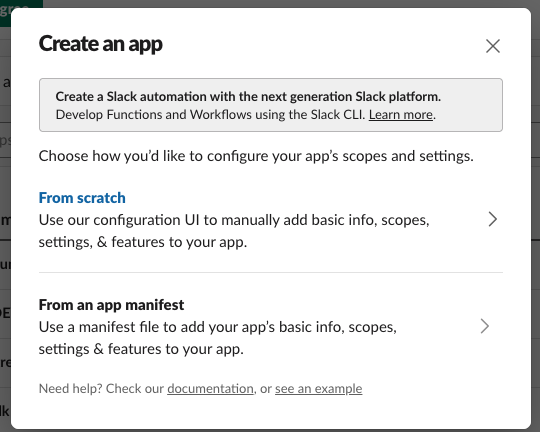 Create an app
Create a Slack automation with the next generation Slack platform.
Develop Functions and Workflows using the Slack CLI. Learn more.
Choose how you'd like to configure your app's scopes and settings.
From scratch
Use our configuration UI to manually add basic info, scopes,
settings, & features to your app.
From an app manifest
Use a manifest file to add your app's basic info, scopes,
settings & features to your app.
Need help? Check our documentation, or see an example